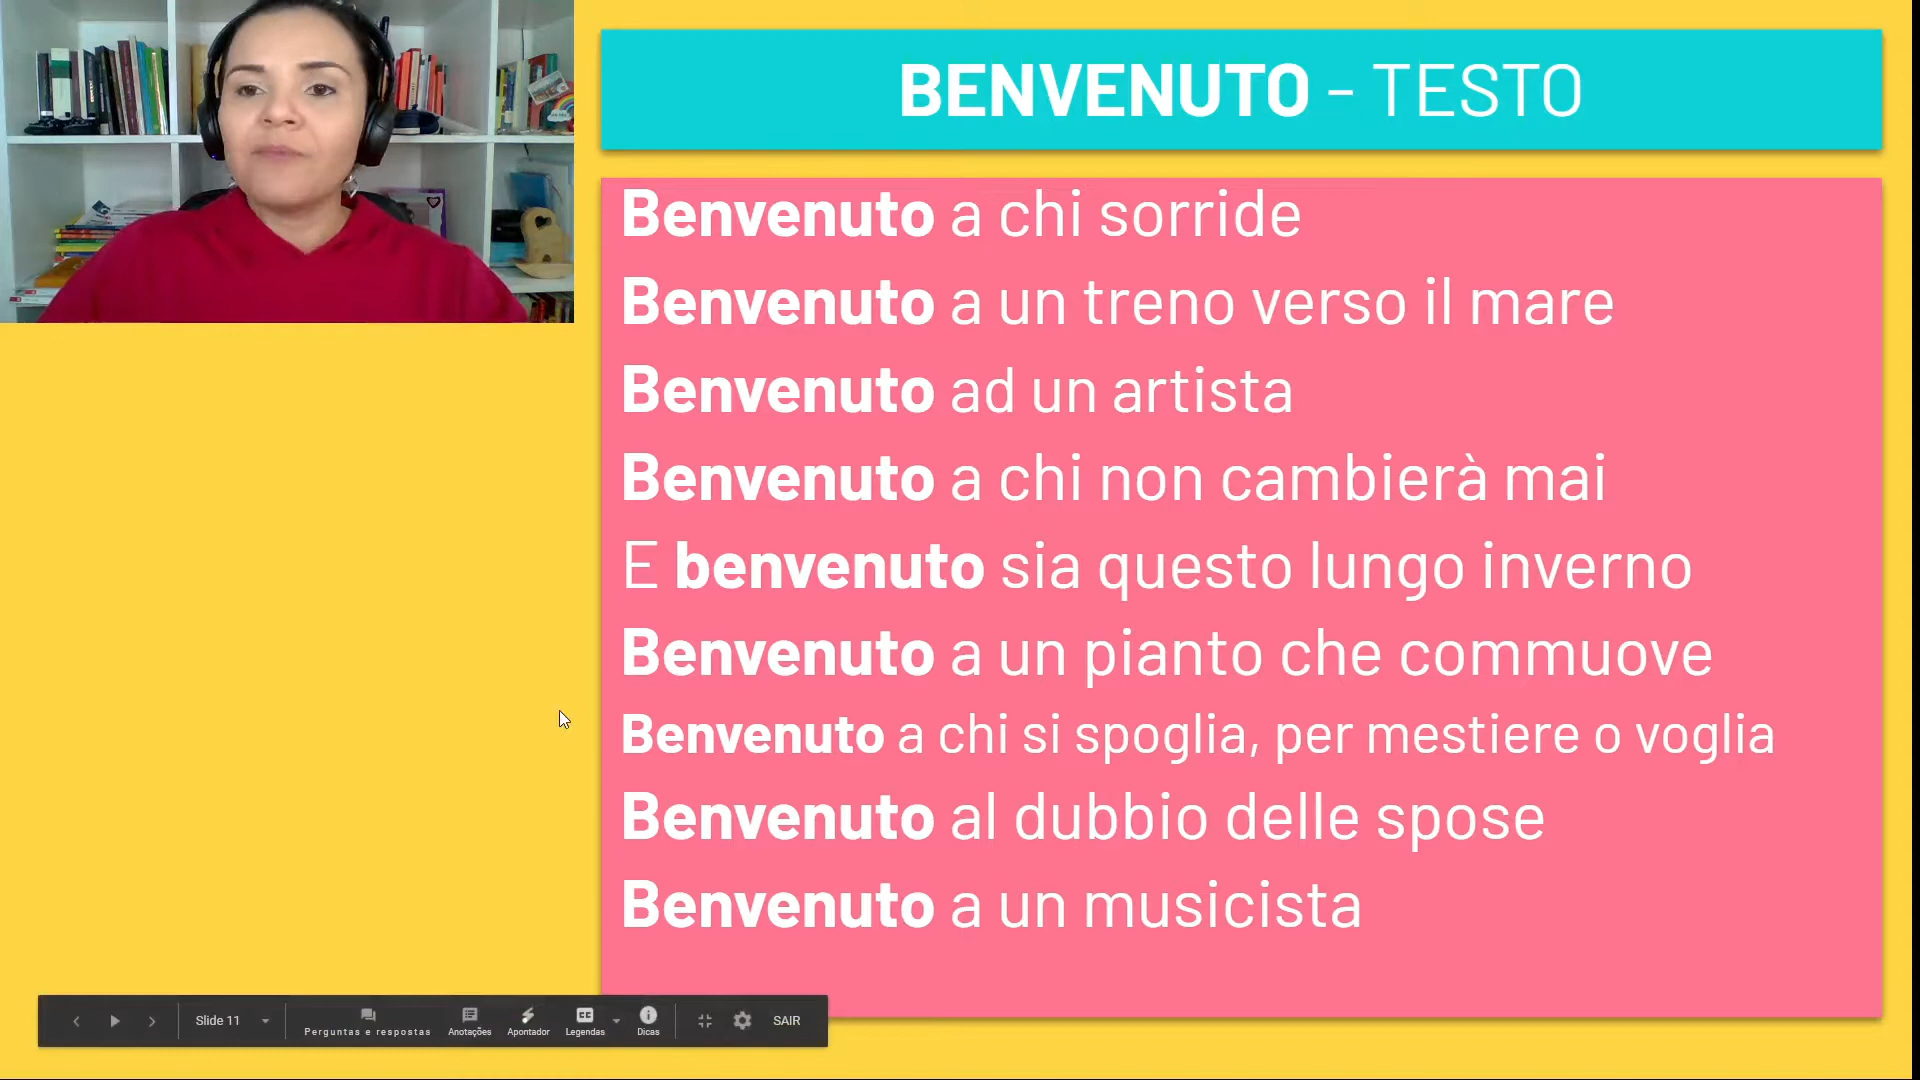 BENVENUTO - TESTO
Benvenuto a chi sorride
Benvenuto a un treno verso il mare
Benvenuto ad un artista
Benvenuto a chi non cambierà mai
E benvenuto sia questo lungo inverno
Benvenuto a un pianto che commuove
Benvenuto a chi si spoglia, per mestiere o voglia
Benvenuto al dubbio delle spose
Benvenuto a un musicista
Slide 11
Perguntas e respostas
Anotações
Apontador
CC
Legendas
Dicas
SAIR